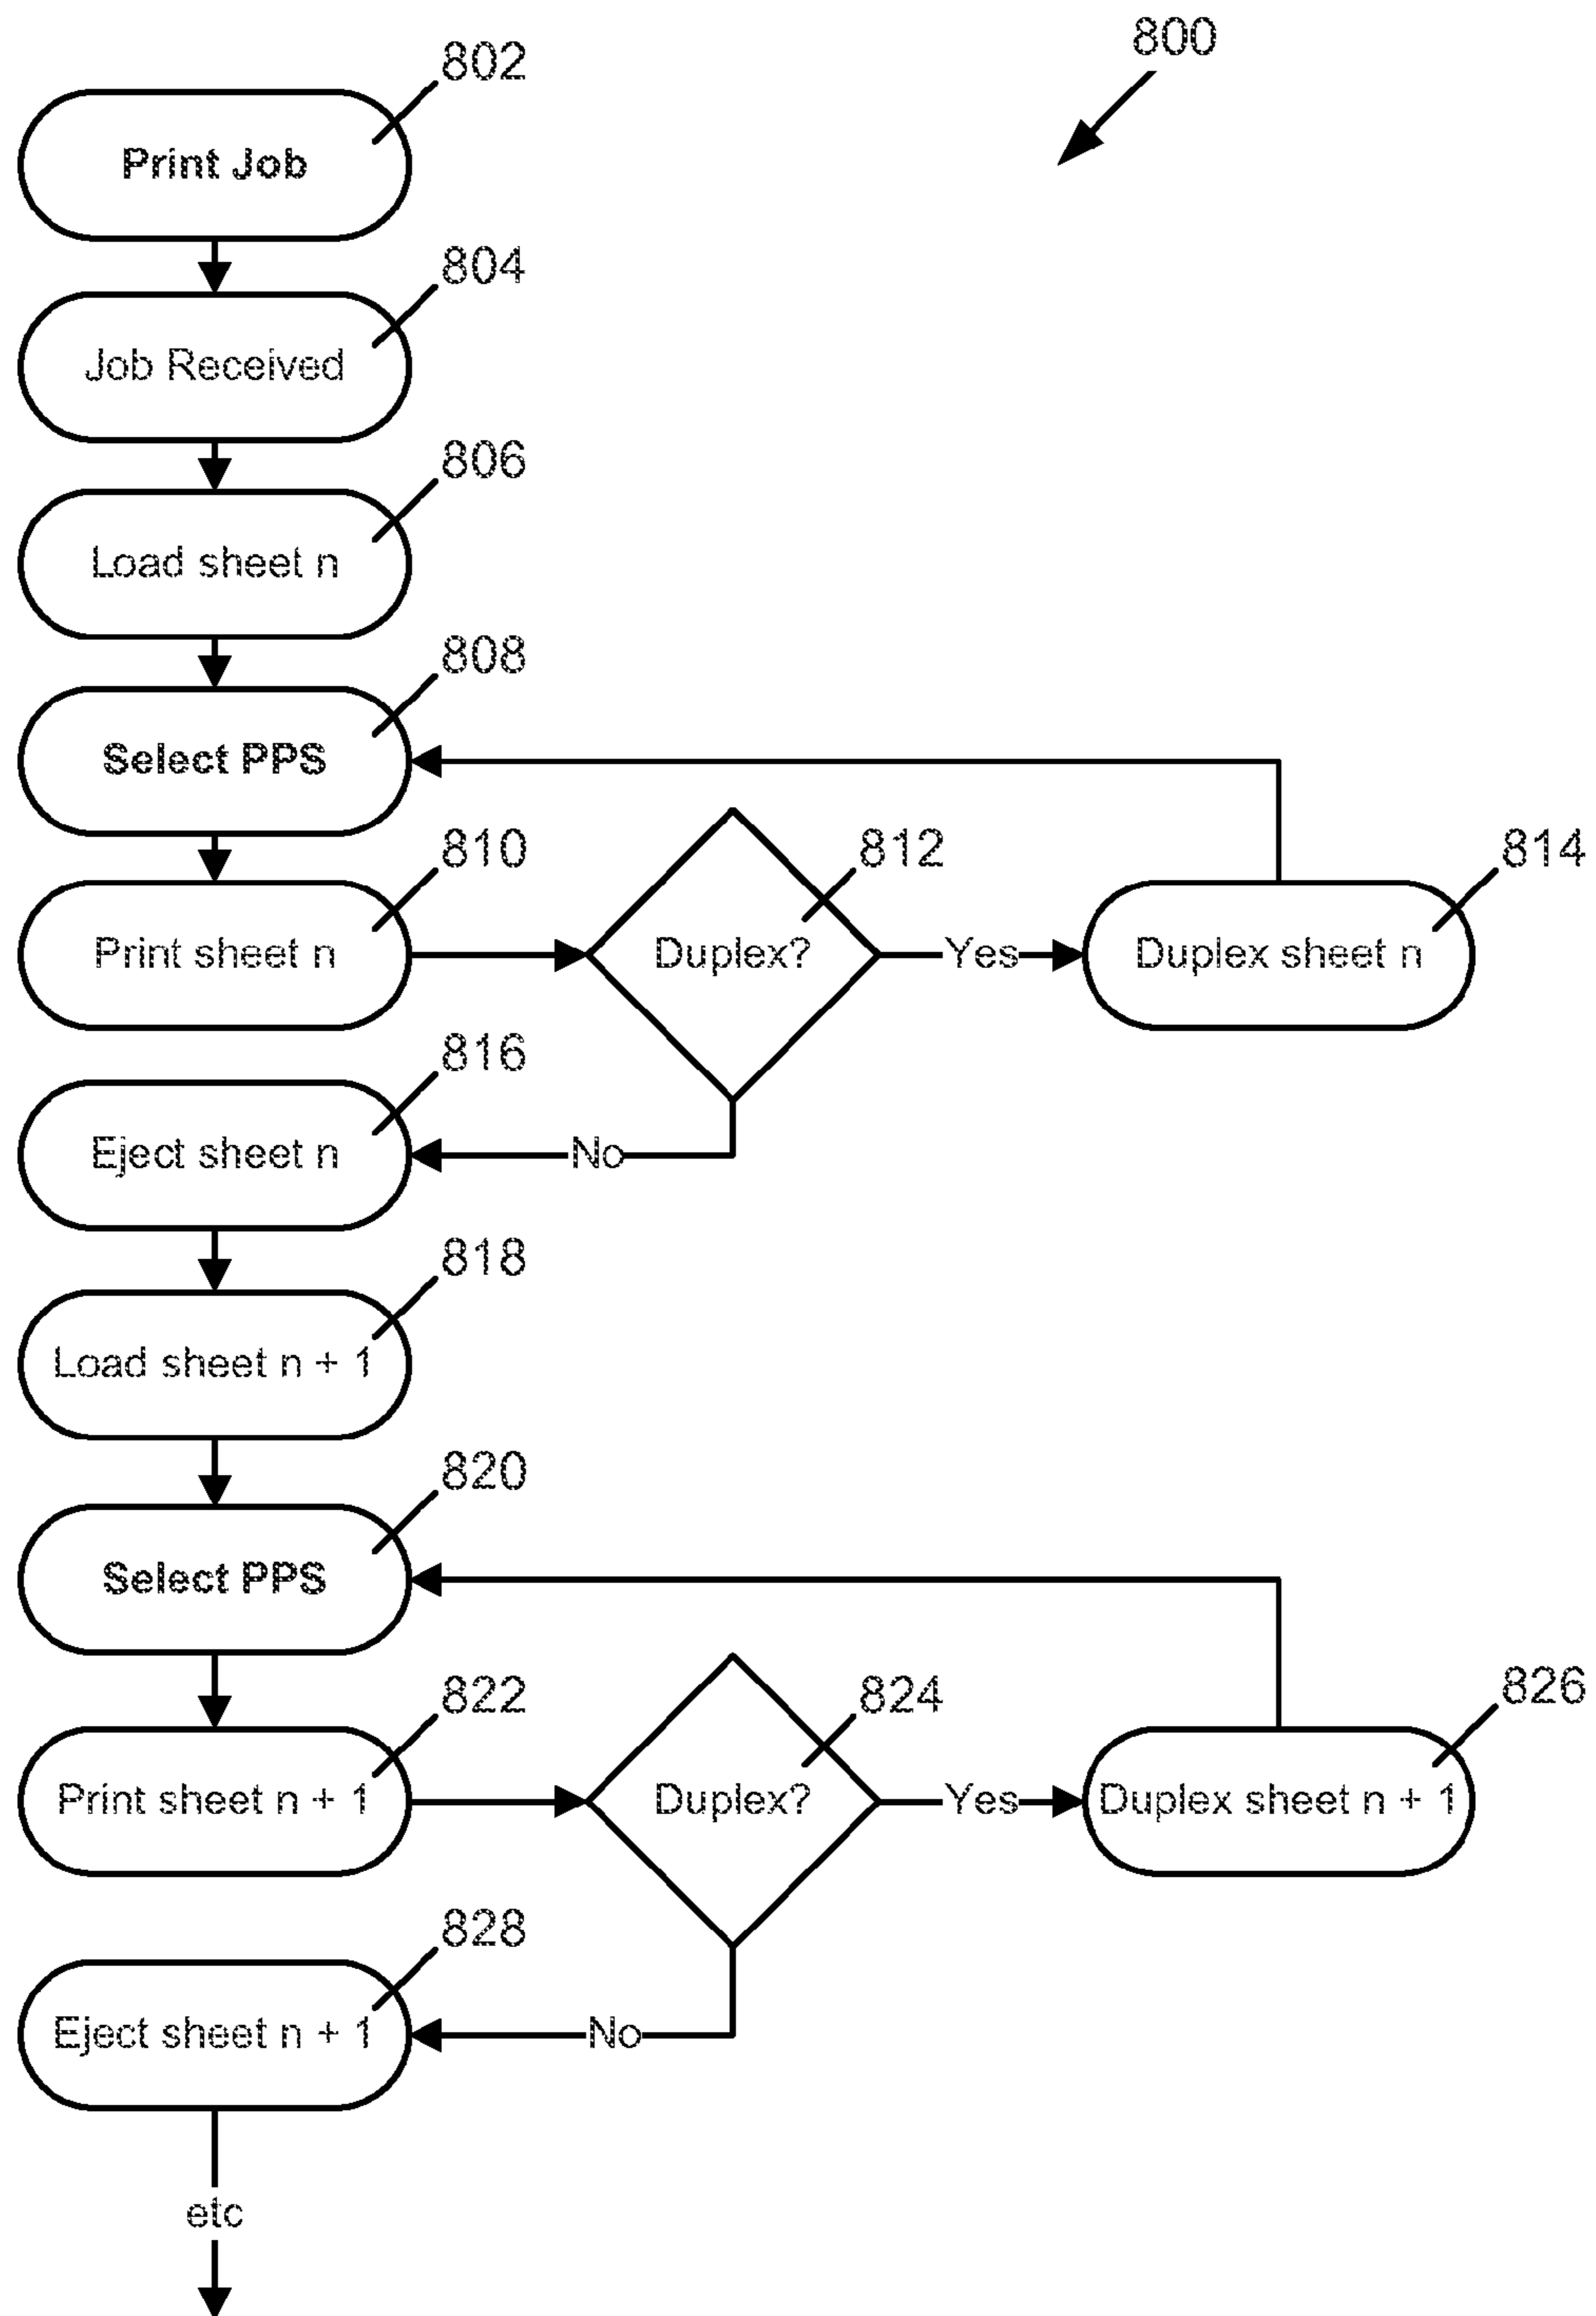 800
802
Print Job
804
Job Received
806
Load sheet n
808
Select PPS
810
Print sheet n
812
Duplex?
Yes
814
Duplex sheet n
816
Eject sheet n
No
818
Load sheet n + 1
820
Select PPS
822
Print sheet n + 1
824
Duplex?
Yes
826
Duplex sheet n + 1
828
Eject sheet n + 1
No
etc